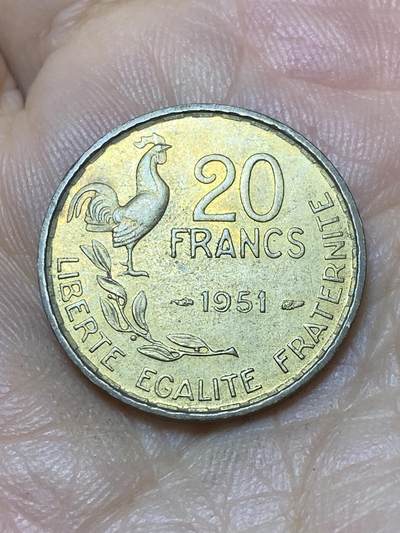 20
FRANCS
1951
LIBERTE EGALITE FRATERNITE